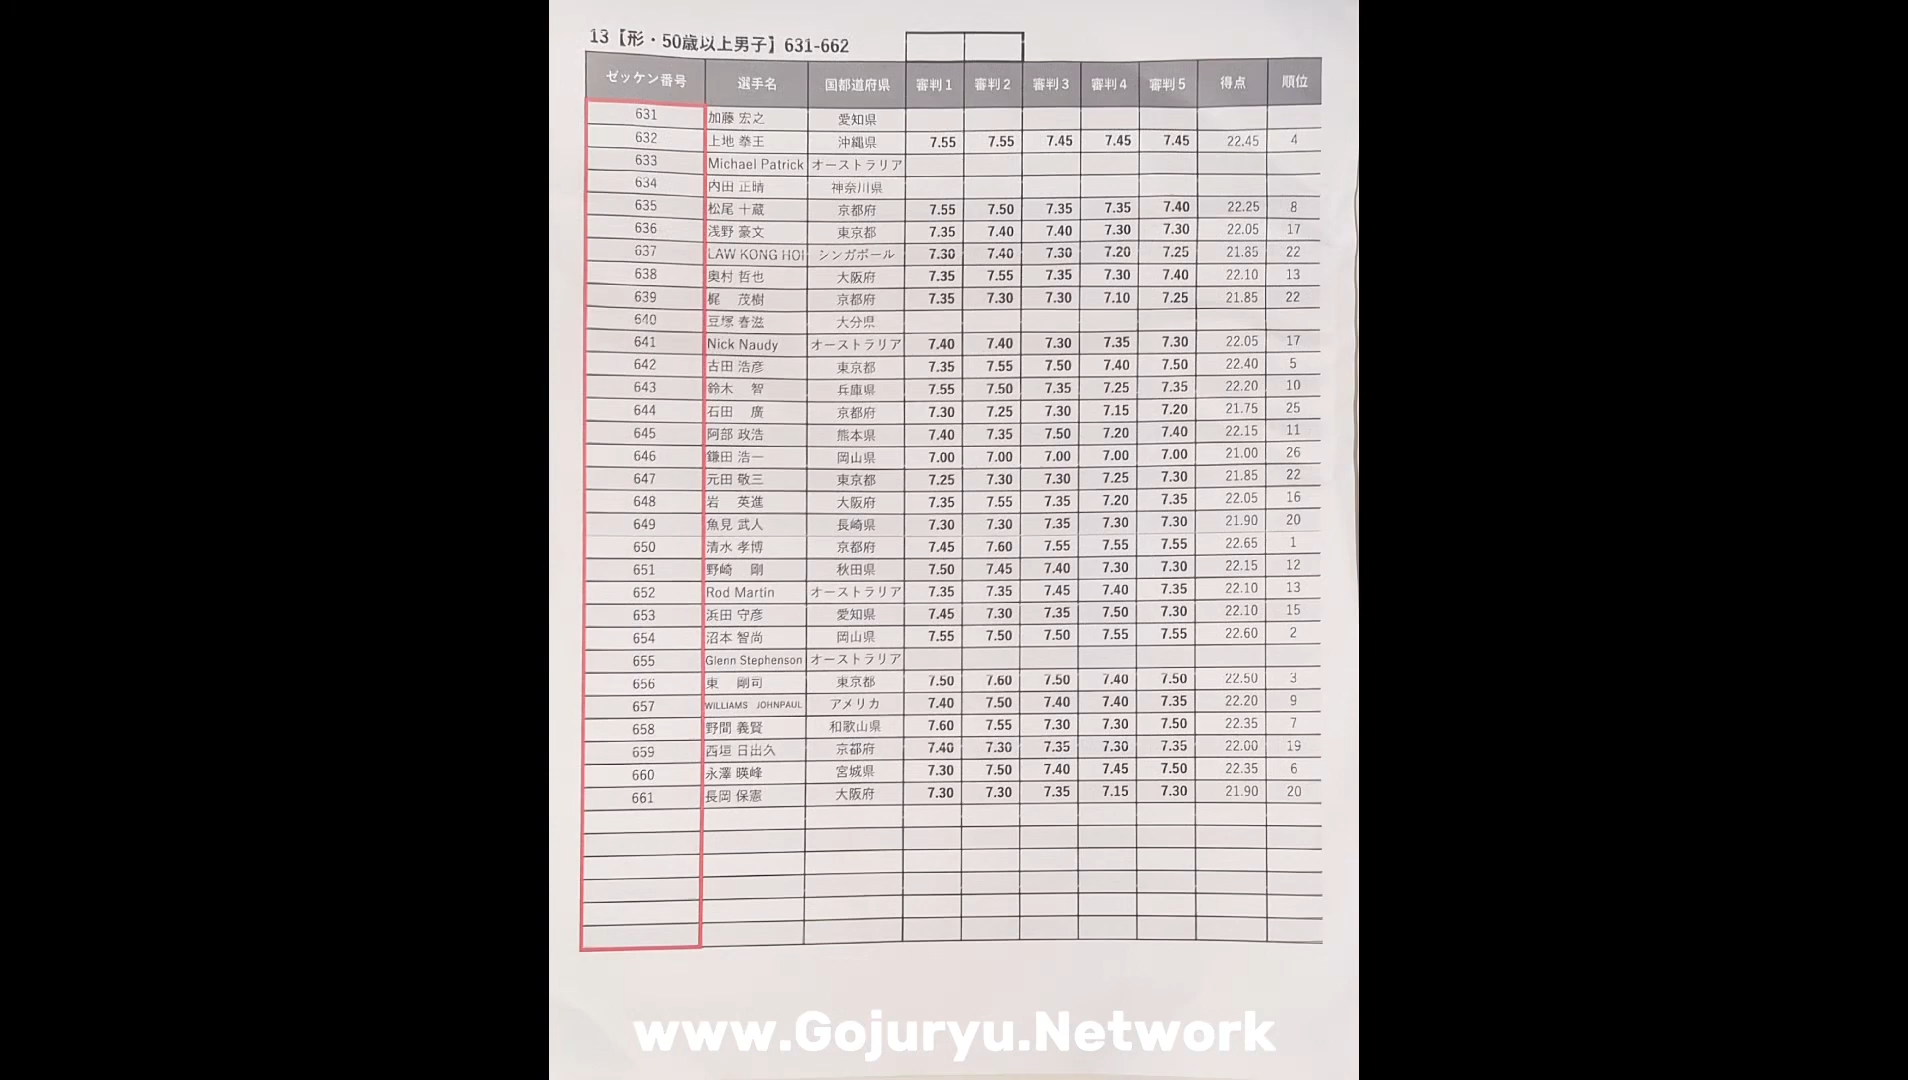 13【形・50歳以上男子】631-662
ゼッケン番号 選手名 国都道府県 審判1 審判2 審判3 審判4 審判5 得点 順位
631 加藤 宏之 愛知県
632 上地 拳王 沖縄県 7.55 7.55 7.45 7.45 7.45 22.45 4
633 Michael Patrick オーストラリア
634 内田 正晴 神奈川県
635 松尾 十蔵 京都府 7.55 7.50 7.35 7.35 7.40 22.25 8
636 浅野 豪文 東京都 7.35 7.40 7.40 7.30 7.30 22.05 17
637 LAW KONG HOI シンガポール 7.30 7.40 7.30 7.20 7.25 21.85 22
638 奥村 哲也 大阪府 7.35 7.55 7.35 7.30 7.40 22.10 13
639 梶 茂樹 京都府 7.35 7.30 7.30 7.10 7.25 21.85 22
640 豆塚 春滋 大分県
641 Nick Naudy オーストラリア 7.40 7.40 7.30 7.35 7.30 22.05 17
642 古田 浩彦 東京都 7.35 7.55 7.50 7.40 7.50 22.40 5
643 鈴木 智 兵庫県 7.55 7.50 7.35 7.25 7.35 22.20 10
644 石田 廣 京都府 7.30 7.25 7.30 7.15 7.20 21.75 25
645 阿部 政浩 熊本県 7.40 7.35 7.50 7.20 7.40 22.15 11
646 鎌田 浩一 岡山県 7.00 7.00 7.00 7.00 7.00 21.00 26
647 元田 敬三 東京都 7.25 7.30 7.30 7.25 7.30 21.85 22
648 岩 英進 大阪府 7.35 7.55 7.35 7.20 7.35 22.05 16
649 魚見 武人 長崎県 7.30 7.30 7.35 7.30 7.30 21.90 20
650 清水 孝博 京都府 7.45 7.60 7.55 7.55 7.55 22.65 1
651 野崎 剛 秋田県 7.50 7.45 7.40 7.30 7.30 22.15 12
652 Rod Martin オーストラリア 7.35 7.35 7.45 7.40 7.35 22.10 13
653 浜田 守彦 愛知県 7.45 7.30 7.35 7.50 7.30 22.10 15
654 沼本 智尚 岡山県 7.55 7.50 7.50 7.55 7.55 22.60 2
655 Glenn Stephenson オーストラリア
656 東 剛司 東京都 7.50 7.60 7.50 7.40 7.50 22.50 3
657 WILLIAMS JOHNPAUL アメリカ 7.40 7.50 7.40 7.40 7.35 22.20 9
658 野間 義賢 和歌山県 7.60 7.55 7.30 7.30 7.50 22.35 7
659 西垣 日出久 京都府 7.40 7.30 7.35 7.30 7.35 22.00 19
660 永澤 暎峰 宮城県 7.30 7.50 7.40 7.45 7.50 22.35 6
661 長岡 保憲 大阪府 7.30 7.30 7.35 7.15 7.30 21.90 20
www.Gojuryu.Network